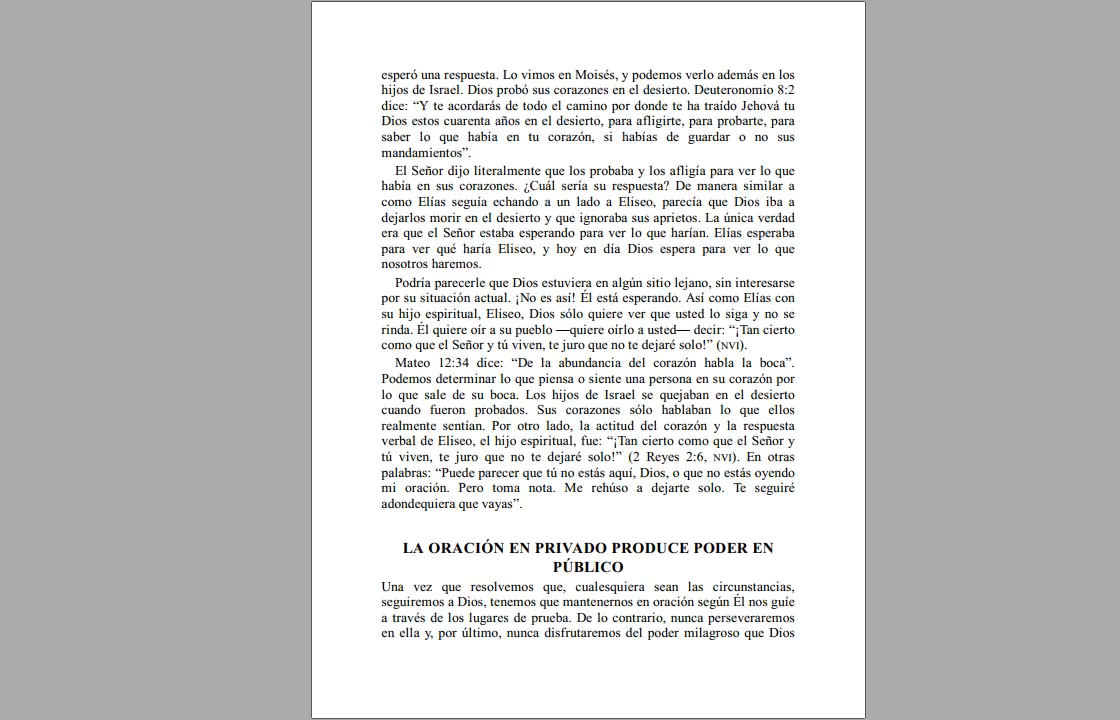 esperó una respuesta. Lo vimos en Moisés, y podemos verlo además en los
hijos de Israel. Dios probó sus corazones en el desierto. Deuteronomio 8:2
dice: “Y te acordarás de todo el camino por donde te ha traído Jehová tu
Dios estos cuarenta años en el desierto, para afligirte, para probarte, para
saber lo que había en tu corazón, si habías de guardar o no sus
mandamientos”.
El Señor dijo literalmente que los probaba y los afligía para ver lo que
había en sus corazones. ¿Cuál sería su respuesta? De manera similar a
como Elías seguía echando a un lado a Eliseo, parecía que Dios iba a
dejarlos morir en el desierto y que ignoraba sus aprietos. La única verdad
era que el Señor estaba esperando para ver lo que harían. Elías esperaba
para ver qué haría Eliseo, y hoy en día Dios espera para ver lo que
nosotros haremos.
Podría parecerle que Dios estuviera en algún sitio lejano, sin interesarse
por su situación actual. ¡No es así! Él está esperando. Así como Elías con
su hijo espiritual, Eliseo, Dios sólo quiere ver que usted lo siga y no se
rinda. Él quiere oír a su pueblo —quiere oírlo a usted— decir: “¡Tan cierto
como que el Señor y tú viven, te juro que no te dejaré solo!” (NVI).
Mateo 12:34 dice: “De la abundancia del corazón habla la boca”.
Podemos determinar lo que piensa o siente una persona en su corazón por
lo que sale de su boca. Los hijos de Israel se quejaban en el desierto
cuando fueron probados. Sus corazones sólo hablaban lo que ellos
realmente sentían. Por otro lado, la actitud del corazón y la respuesta
verbal de Eliseo, el hijo espiritual, fue: “¡Tan cierto como que el Señor y
tú viven, te juro que no te dejaré solo!” (2 Reyes 2:6, NVI). En otras
palabras: “Puede parecer que tú no estás aquí, Dios, o que no estás oyendo
mi oración. Pero toma nota. Me rehúso a dejarte solo. Te seguiré
adondequiera que vayas”.
LA ORACIÓN EN PRIVADO PRODUCE PODER EN
PÚBLICO
Una vez que resolvemos que, cualesquiera sean las circunstancias,
seguiremos a Dios, tenemos que mantenernos en oración según Él nos guíe
a través de los lugares de prueba. De lo contrario, nunca perseveraremos
en ella y, por último, nunca disfrutaremos del poder milagroso que Dios